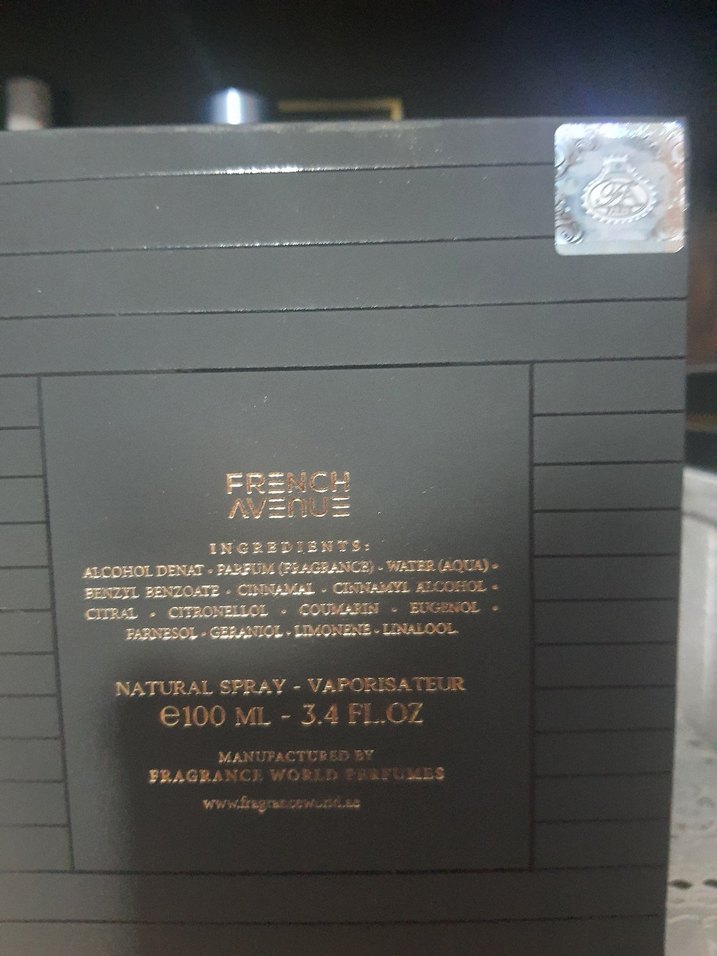 FRENCH
AVENUE
INGREDIENTS:
ALCOHOL DENAT - PARFUM (FRAGRANCE) - WATER (AQUA) -
BENZYL BENZOATE - CINNAMAL - CINNAMYL ALCOHOL -
CITRAL - CITRONELLOL - COUMARIN - EUGENOL -
FARNESOL - GERANIOL - LIMONENE - LINALOOL.
NATURAL SPRAY - VAPORISATEUR
e100 ML - 3.4 FL.OZ
MANUFACTURED BY
FRAGRANCE WORLD PERFUMES
www.fragranceworld.ae